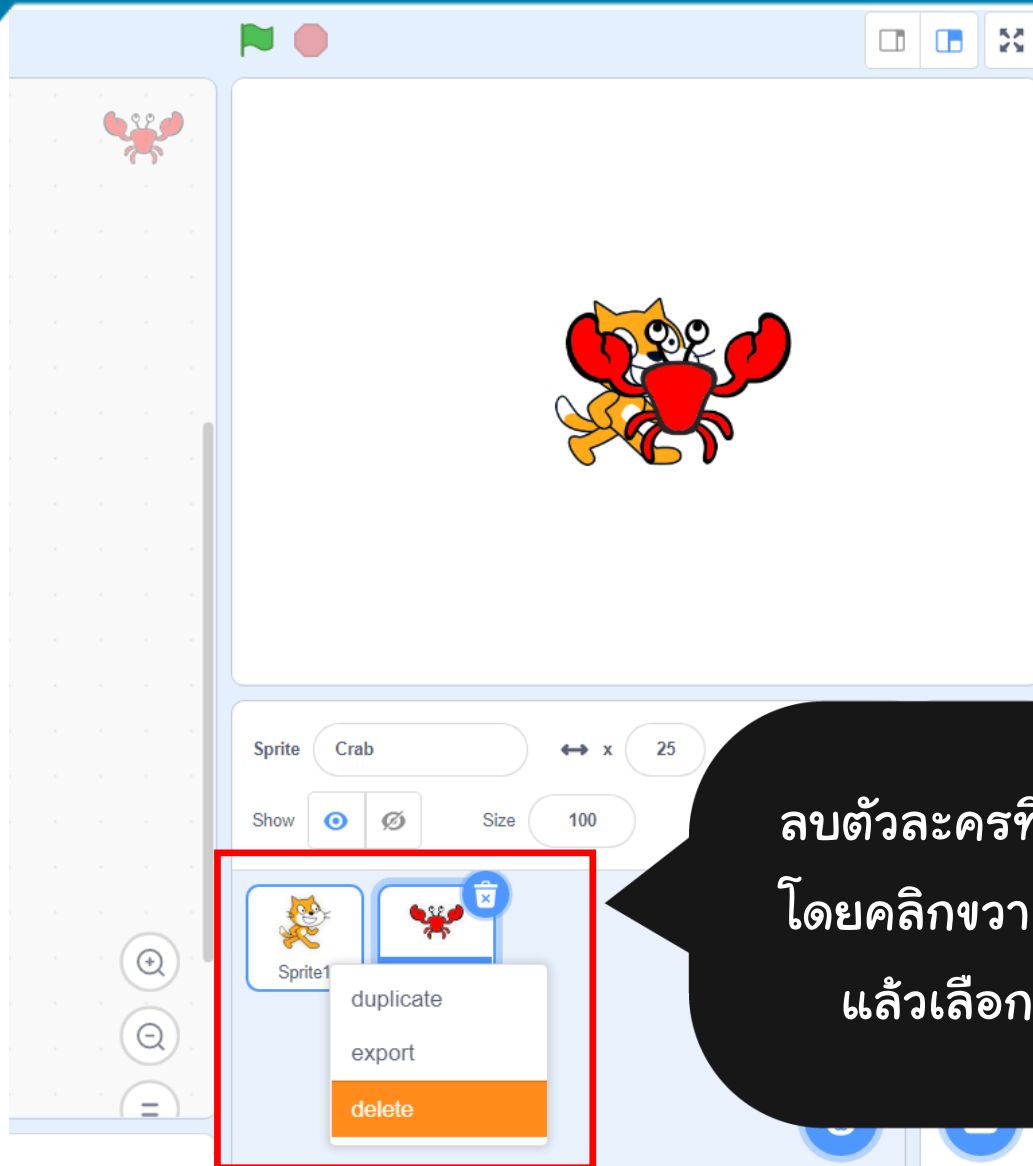 Sprite Crab x 25
Show Size 100
Sprite1
duplicate
export
delete
ลบตัวละครที่
โดยคลิกขวา
แล้วเลือก